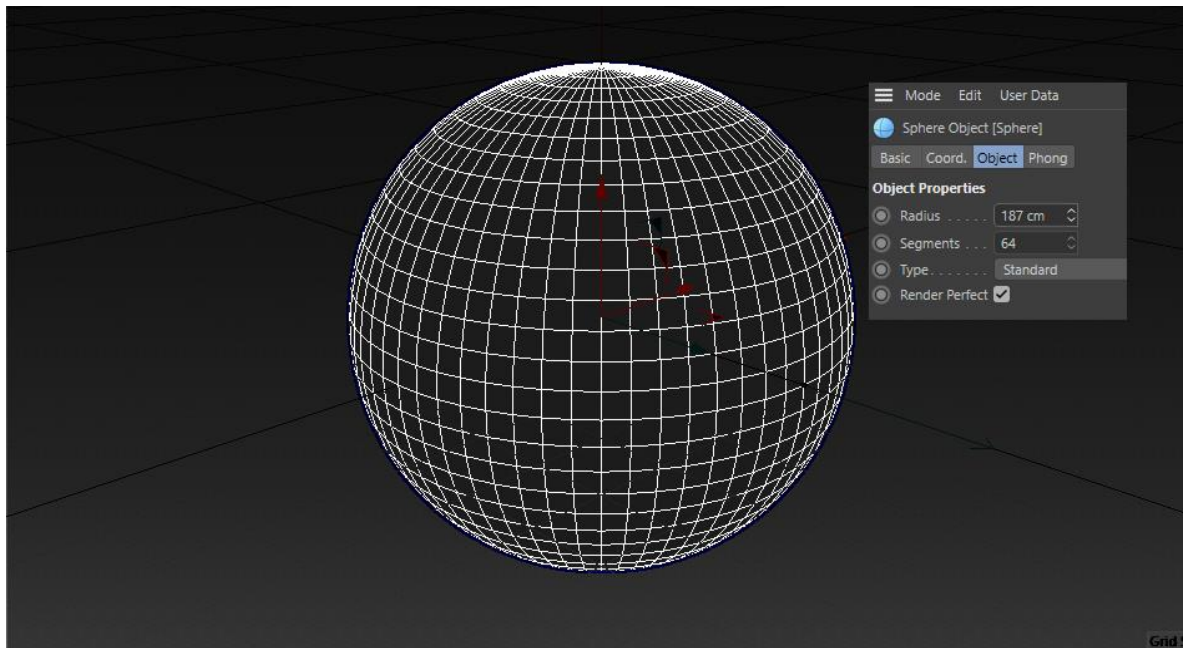 Mode Edit User Data
Sphere Object [Sphere]
Basic Coord. Object Phong
Object Properties
Radius . . . . . 187 cm
Segments . . . 64
Type . . . . . . . Standard
Render Perfect
Grid S